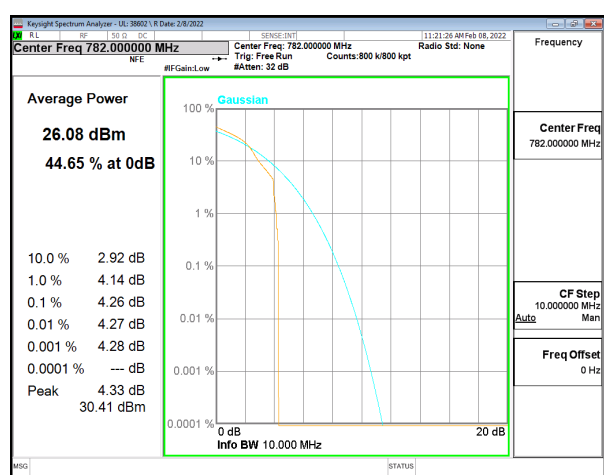 Keysight Spectrum Analyzer - UL: 38602 \ R Date: 2/8/2022
RL RF 50 Ω DC SENSE:INT 11:21:26 AM Feb 08, 2022
Center Freq 782.000000 MHz
NFE
#IFGain:Low
Center Freq: 782.000000 MHz
Trig: Free Run Counts:800 k/800 kpt
#Atten: 32 dB
Radio Std: None
Average Power
26.08 dBm
44.65 % at 0dB
10.0 % 2.92 dB
1.0 % 4.14 dB
0.1 % 4.26 dB
0.01 % 4.27 dB
0.001 % 4.28 dB
0.0001 % --- dB
Peak 4.33 dB
30.41 dBm
Gaussian
100 %
10 %
1 %
0.1 %
0.01 %
0.001 %
0.0001 %
0 dB 20 dB
Info BW 10.000 MHz
Frequency
Center Freq
782.000000 MHz
CF Step
10.000000 MHz
Auto Man
Freq Offset
0 Hz
MSG STATUS